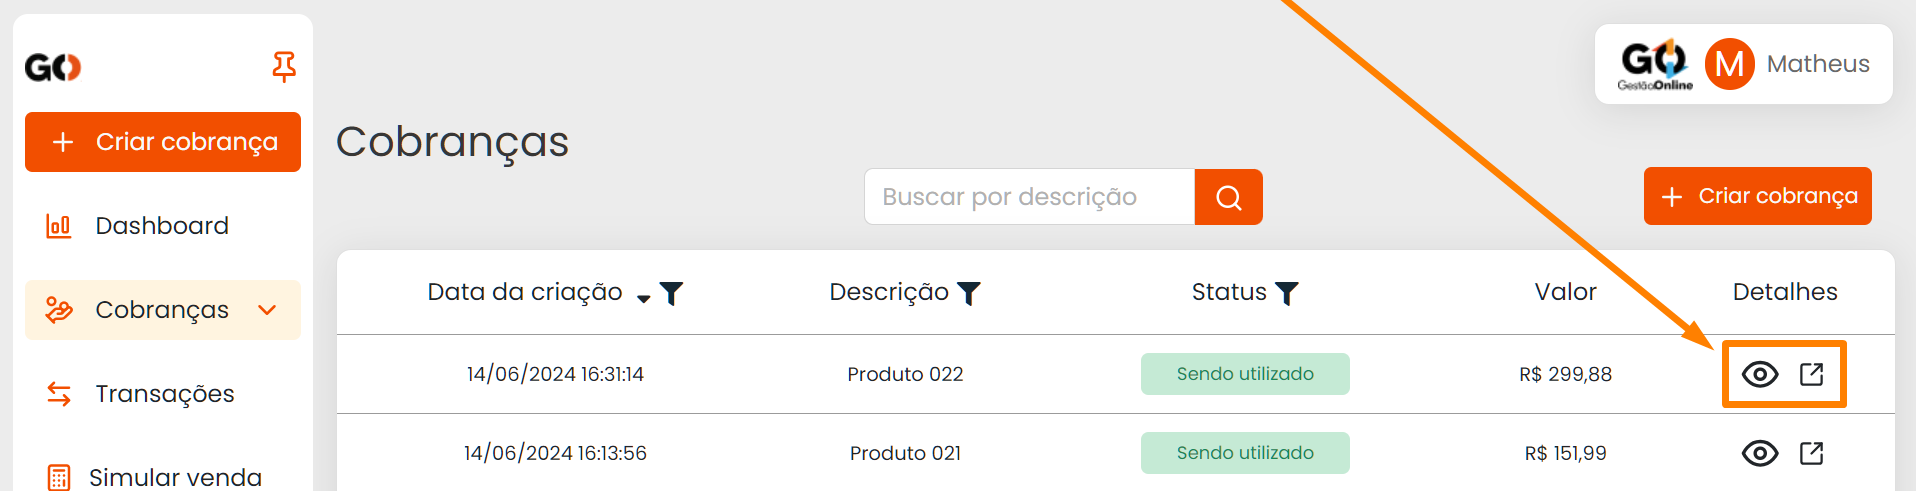 GO
Criar cobrança
Dashboard
Cobranças
Transações
Simular venda
GO
GestãoOnline
M
Matheus
Cobranças
Buscar por descrição
Criar cobrança
Data da criação Descrição Status Valor Detalhes
14/06/2024 16:31:14 Produto 022 Sendo utilizado R$ 299,88
14/06/2024 16:13:56 Produto 021 Sendo utilizado R$ 151,99